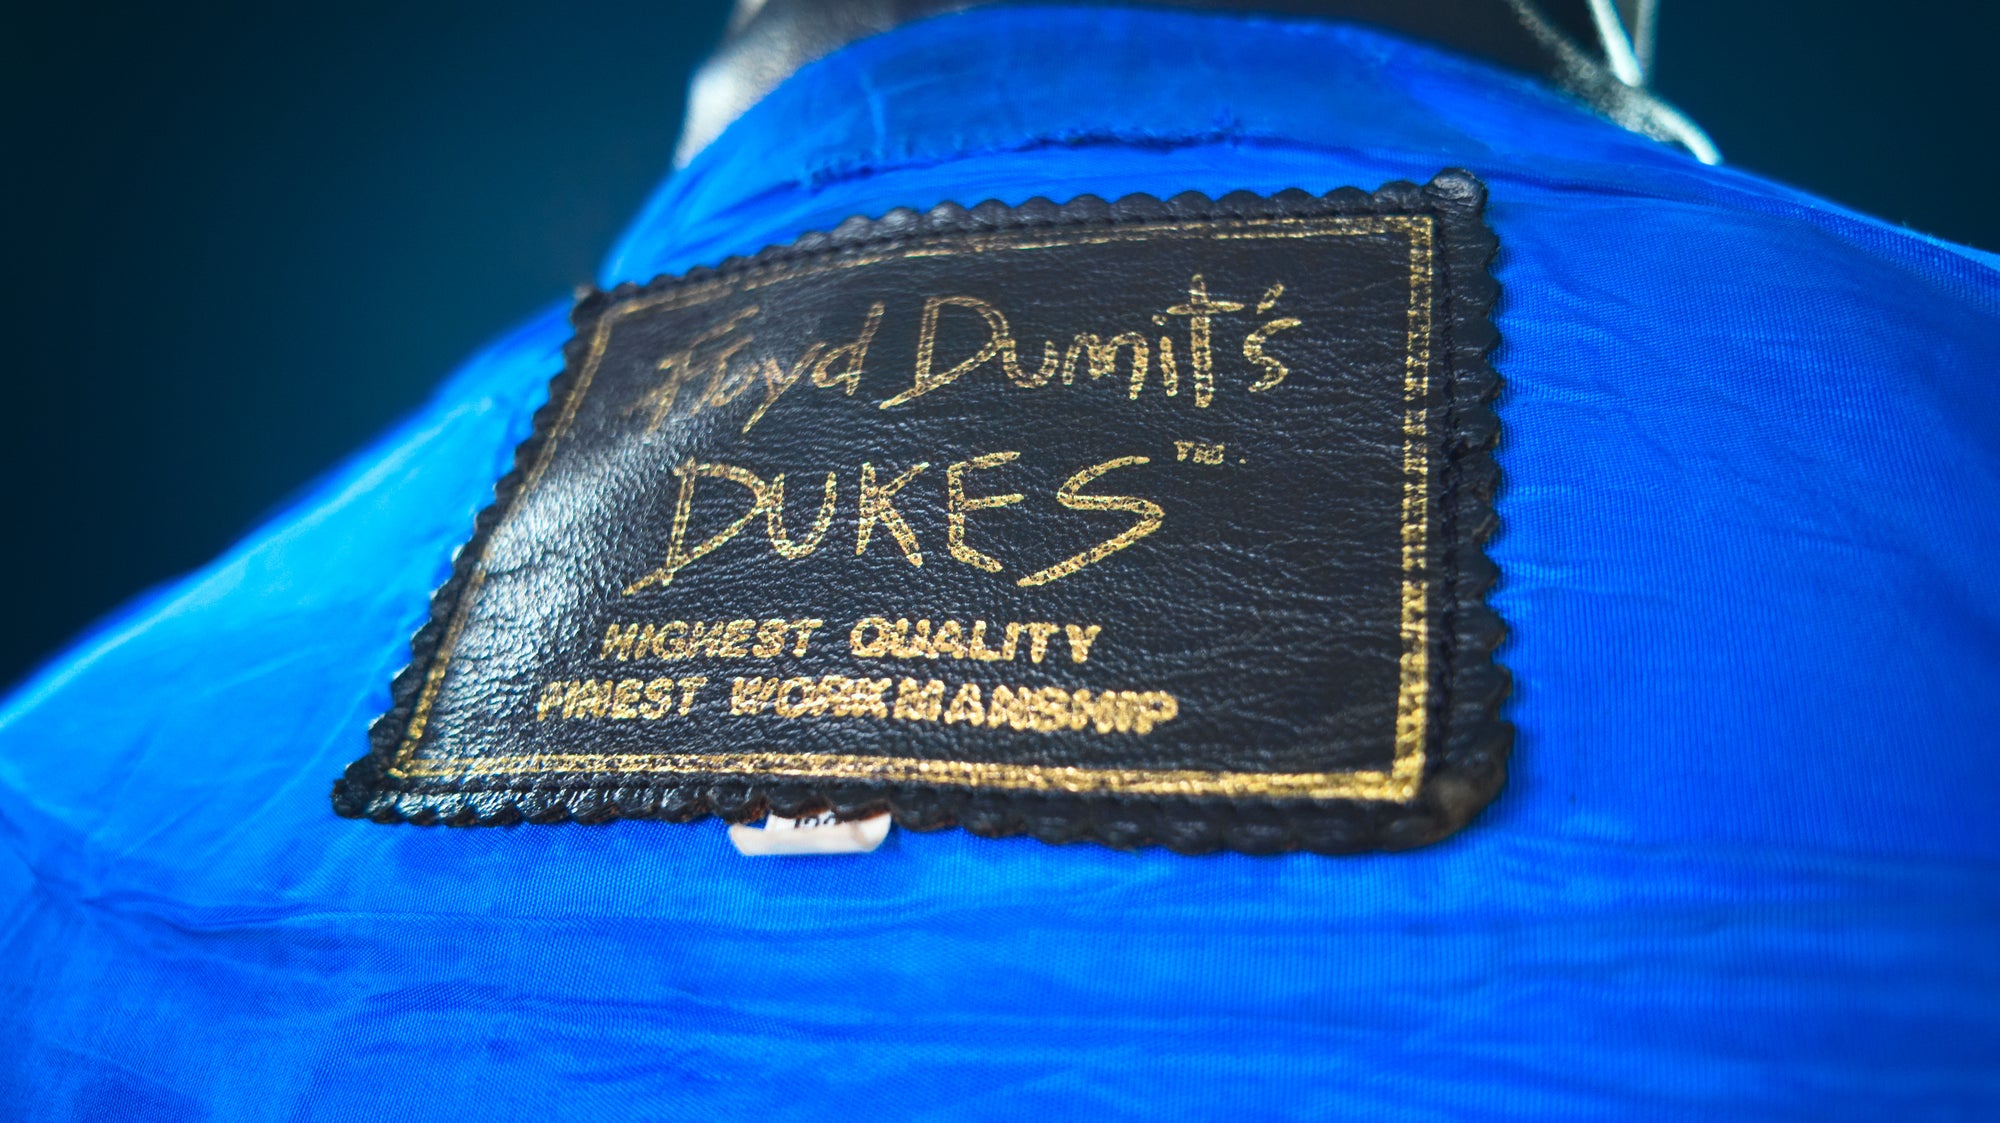 Floyd Dumit's
DUKES™.
HIGHEST QUALITY
FINEST WORKMANSHIP